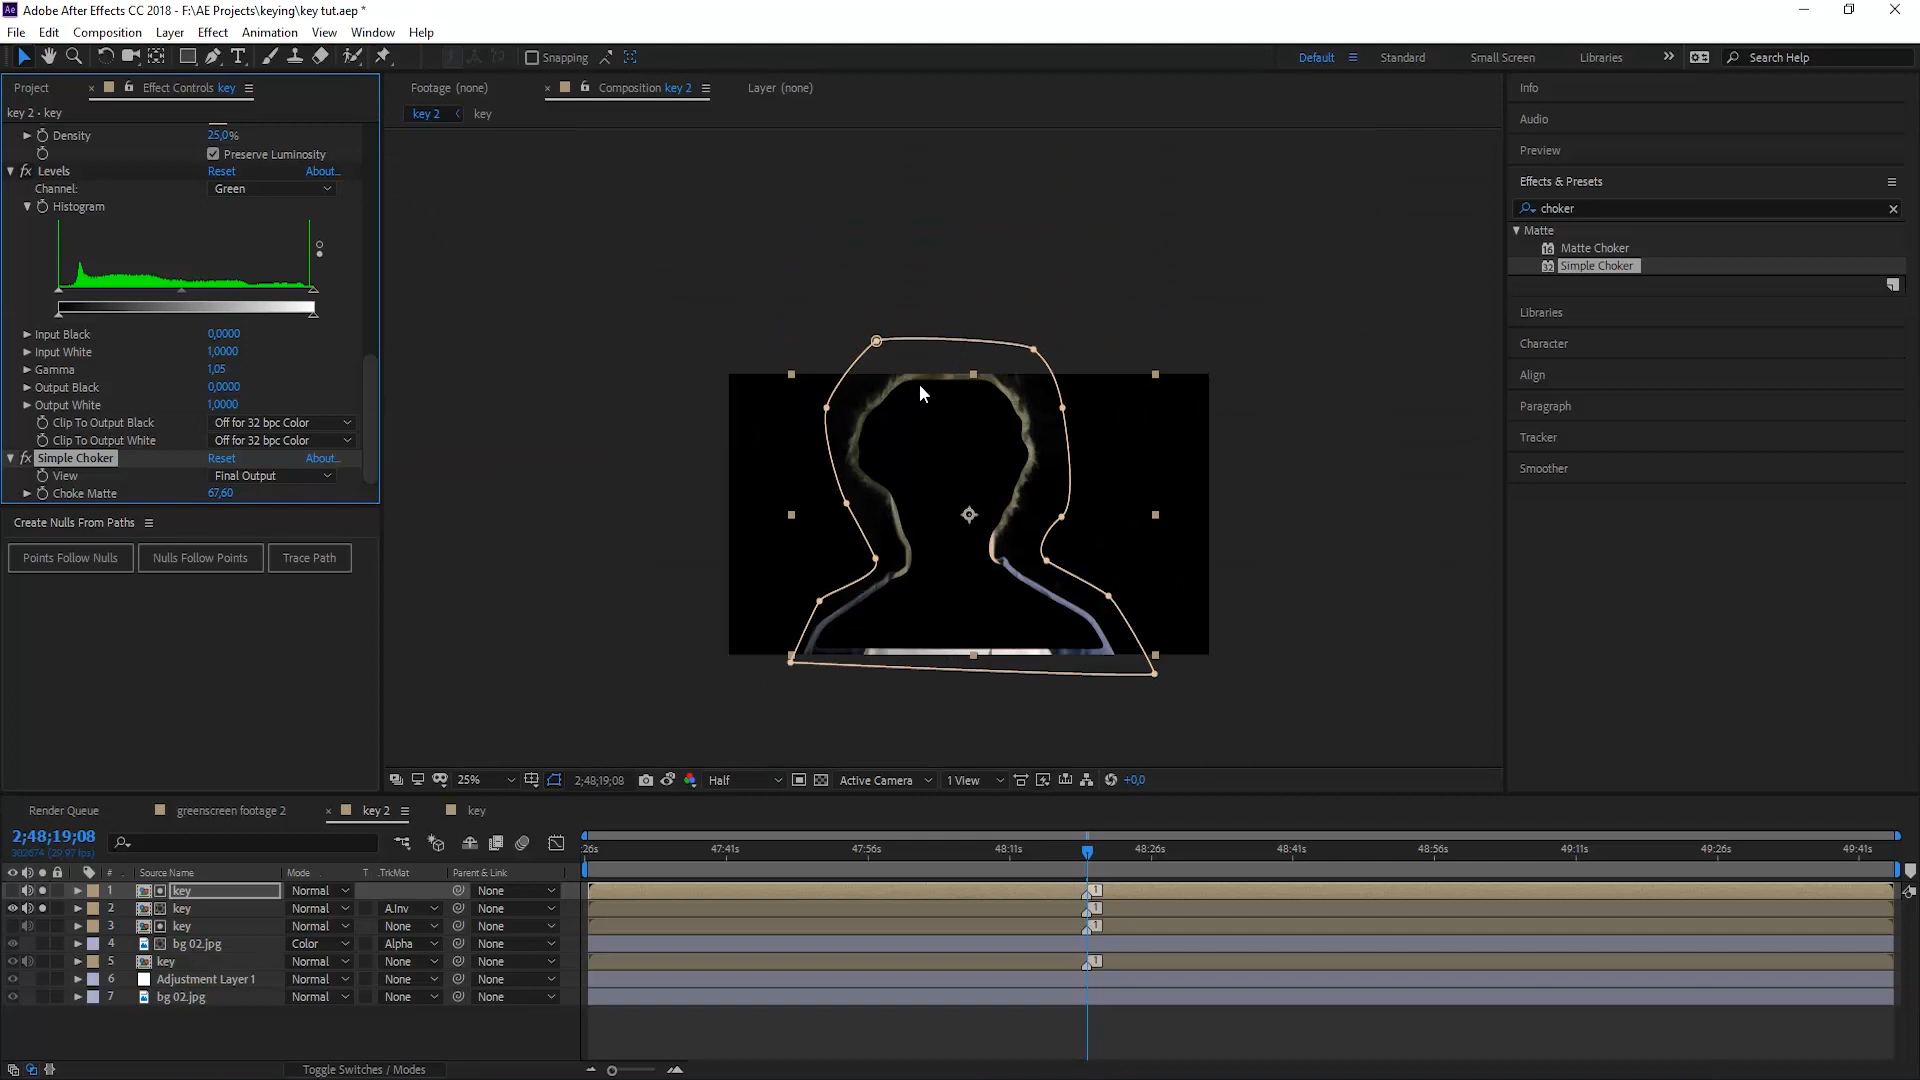 Adobe After Effects CC 2018 - F:\AE Projects\keying\key tut.aep *
File Edit Composition Layer Effect Animation View Window Help
Snapping Default Standard Small Screen Libraries Search Help
Project Effect Controls key
key 2 • key
Density 25,0%
Preserve Luminosity
fx Levels Reset About...
Channel: Green
Histogram
Input Black 0,0000
Input White 1,0000
Gamma 1,05
Output Black 0,0000
Output White 1,0000
Clip To Output Black Off for 32 bpc Color
Clip To Output White Off for 32 bpc Color
fx Simple Choker Reset About...
View Final Output
Choke Matte 67,60
Create Nulls From Paths
Points Follow Nulls Nulls Follow Points Trace Path
Footage (none) Composition key 2 Layer (none)
key 2 key
25% 2;48;19;08 Half Active Camera 1 View +0,0
Info
Audio
Preview
Effects & Presets
choker
Matte
Matte Choker
Simple Choker
Libraries
Character
Align
Paragraph
Tracker
Smoother
Render Queue greenscreen footage 2 key 2 key
2;48;19;08
302674 (29.97 fps)
:26s 47:41s 47:56s 48:11s 48:26s 48:41s 48:56s 49:11s 49:26s 49:41s
# Source Name Mode T .TrkMat Parent & Link
1 key Normal None 1
2 key Normal A.Inv None 1
3 key Normal None None 1
4 bg 02.jpg Color Alpha None
5 key Normal None None 1
6 Adjustment Layer 1 Normal None None
7 bg 02.jpg Normal None None
Toggle Switches / Modes